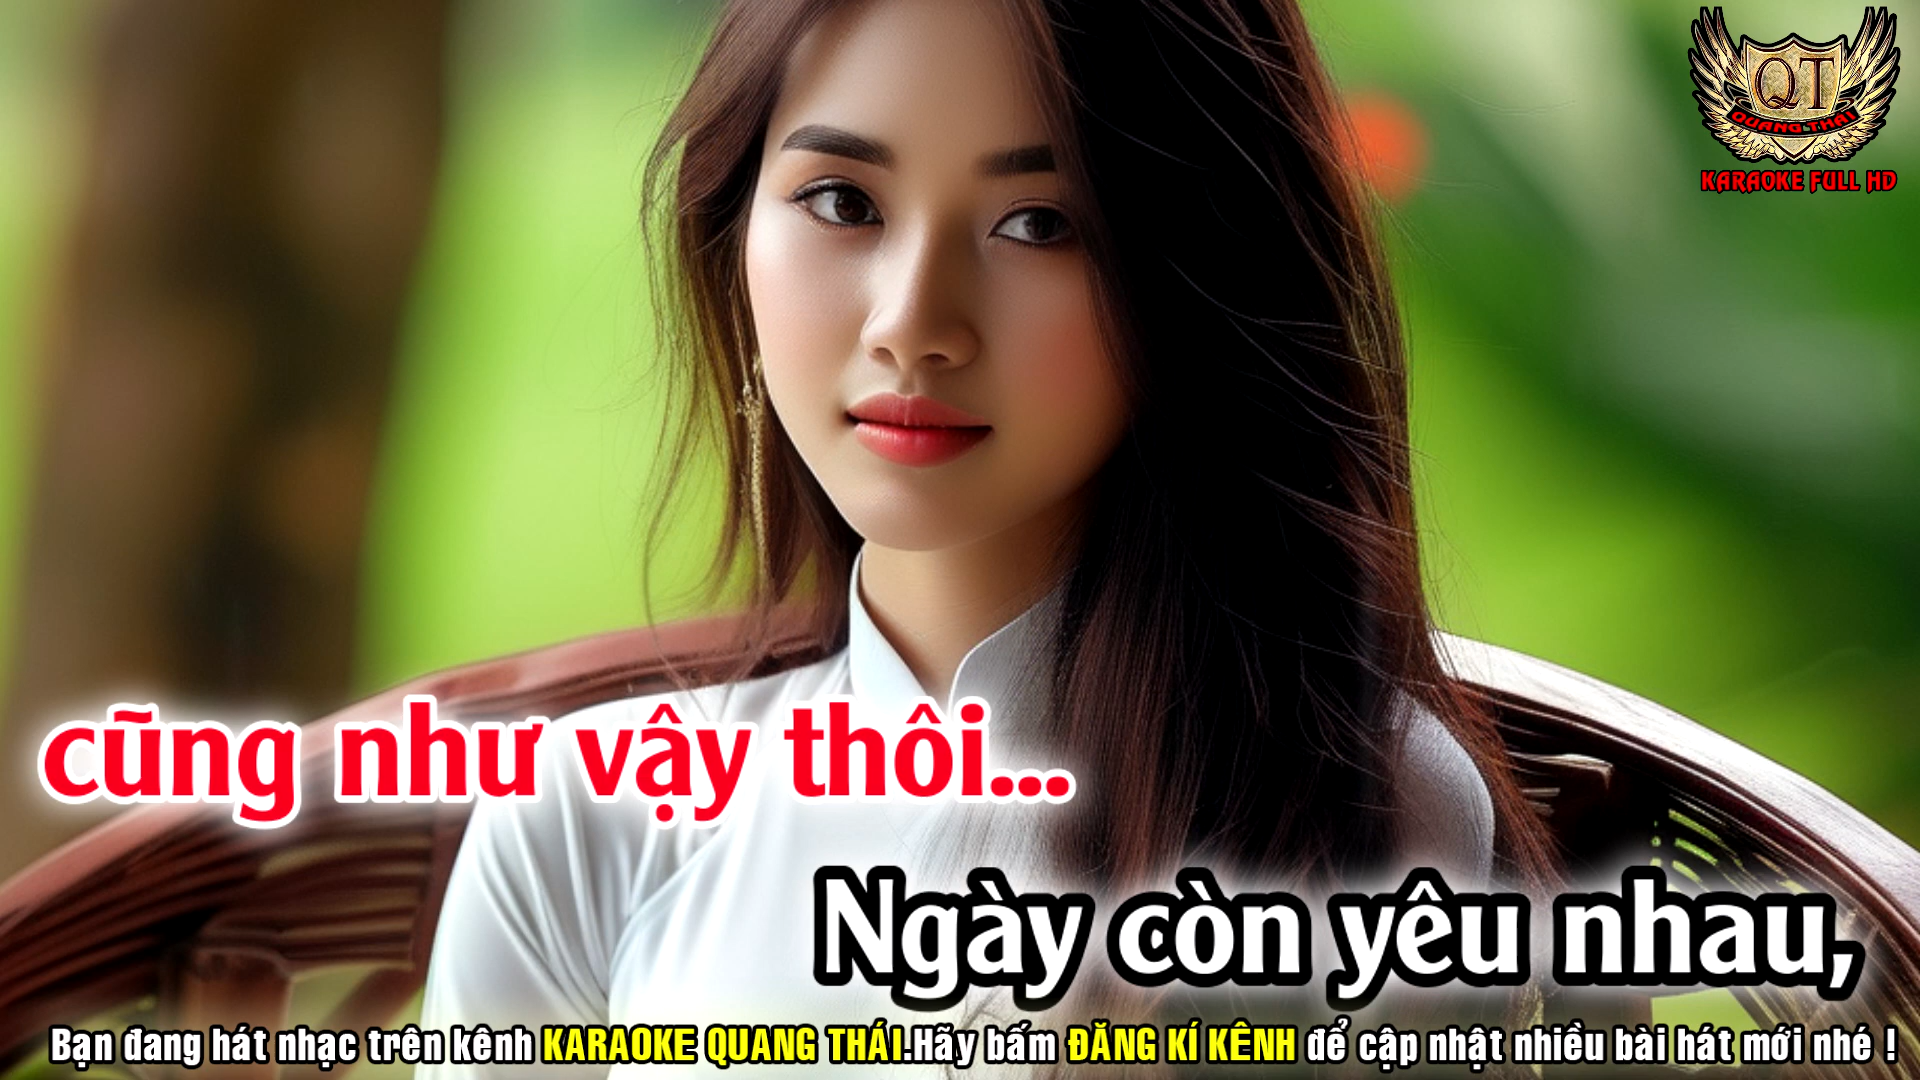 QT
QUANG THÁI
KARAOKE FULL HD
cũng như vậy thôi...
Ngày còn yêu nhau,
Bạn đang hát nhạc trên kênh KARAOKE QUANG THÁI.Hãy bấm ĐĂNG KÍ KÊNH để cập nhật nhiều bài hát mới nhé !